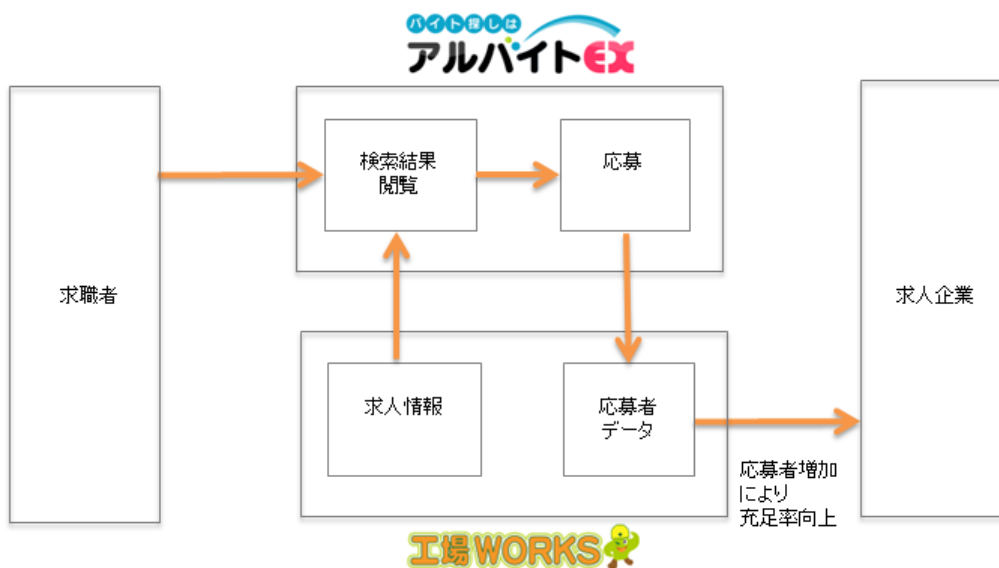 バイト探しは
アルバイトEX
検索結果
閲覧
応募
求職者
求人企業
求人情報
応募者
データ
応募者増加
により
充足率向上
工場WORKS